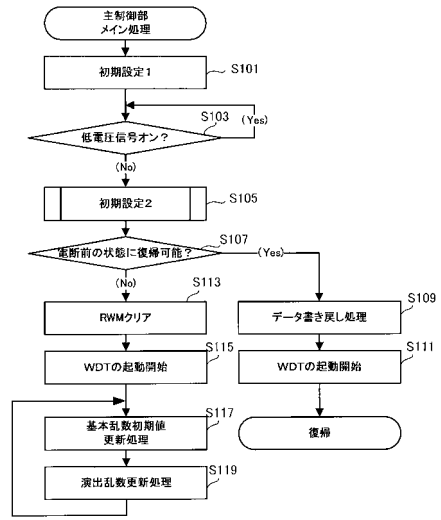 主制御部
メイン処理
初期設定1
S101
低電圧信号オン？
S103
(Yes)
(No)
初期設定2
S105
電断前の状態に復帰可能？
S107
(Yes)
(No)
S113
RWMクリア
S109
データ書き戻し処理
WDTの起動開始
S115
WDTの起動開始
S111
基本乱数初期値
更新処理
S117
復帰
演出乱数更新処理
S119